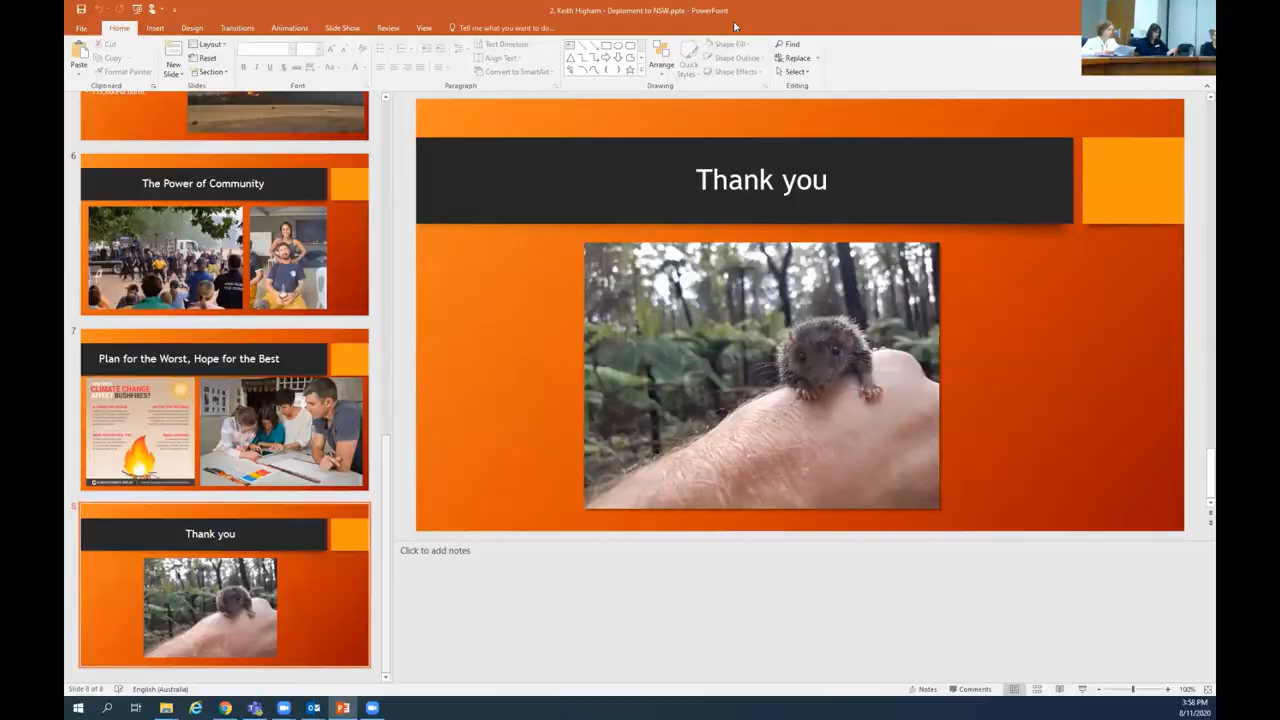 2. Keith Higham - Deploment to NSW.pptx - PowerPoint
File Home Insert Design Transitions Animations Slide Show Review View Tell me what you want to do...
Paste
Cut
Copy
Format Painter
Clipboard
New
Slide
Layout
Reset
Section
Slides
Font
Text Direction
Align Text
Convert to SmartArt
Paragraph
Arrange
Quick
Styles
Shape Fill
Shape Outline
Shape Effects
Drawing
Find
Replace
Select
Editing
6
The Power of Community
7
Plan for the Worst, Hope for the Best
CLIMATE CHANGE
AFFECT BUSHFIRES?
8
Thank you
Thank you
Click to add notes
Slide 8 of 8 English (Australia) Notes Comments 100%
3:58 PM
8/11/2020